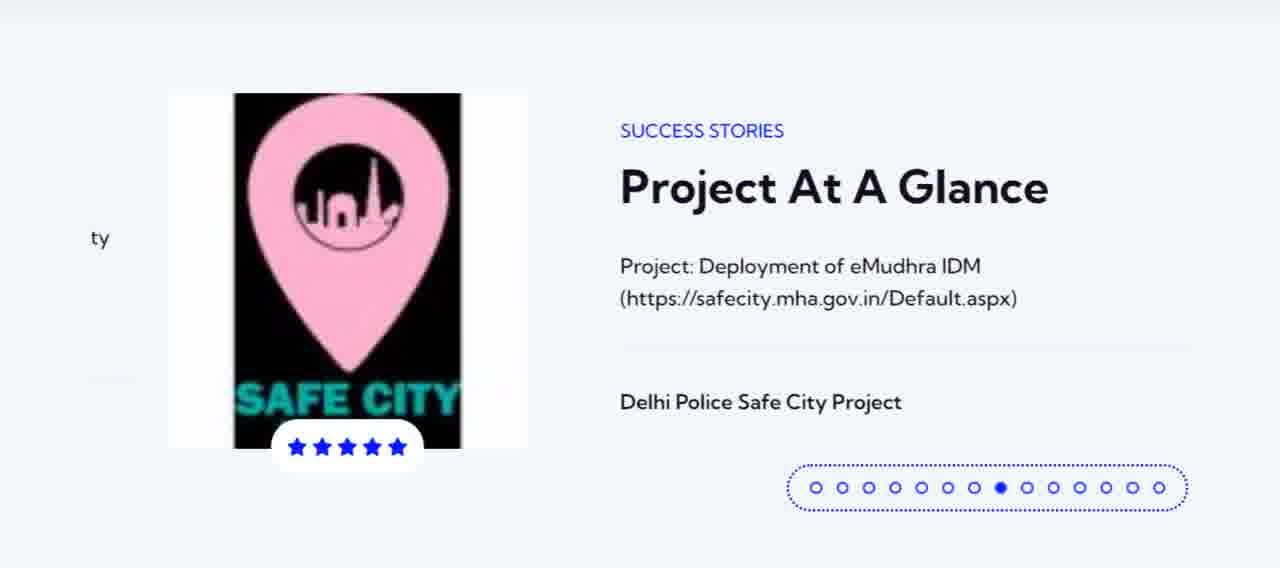 SUCCESS STORIES
Project At A Glance
ty
Project: Deployment of eMudhra IDM
(https://safecity.mha.gov.in/Default.aspx)
SAFE CITY
Delhi Police Safe City Project